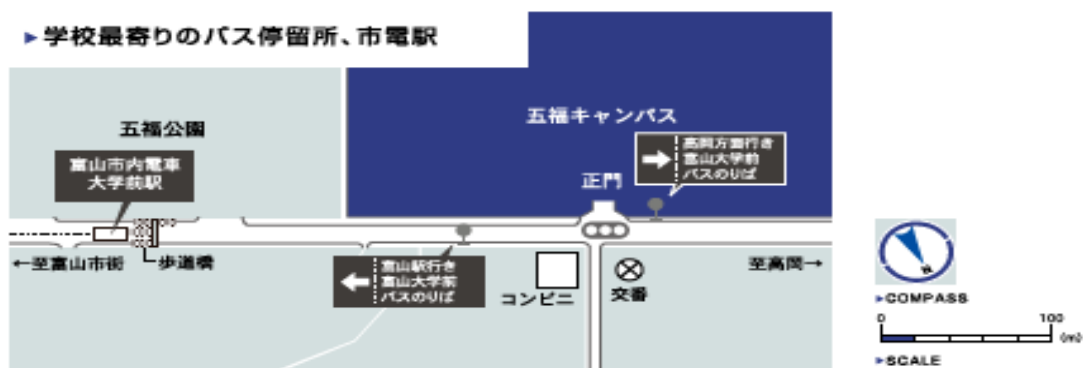 ▶学校最寄りのバス停留所、市電駅
五福キャンパス
五福公園
高岡方面行き
富山大学前
バスのりば
富山市内電車
大学前駅
正門
←至富山市街
歩道橋
富山駅行き
富山大学前
バスのりば
コンビニ
交番
至高岡→
▶COMPASS
0 100
(m)
▶SCALE